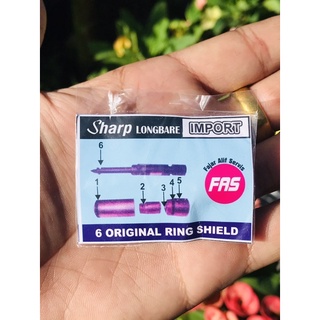 Sharp LONGBARE IMPORT
6
Fajar Alif Servis
FAS
1
2
3
4
5
6 ORIGINAL RING SHIELD